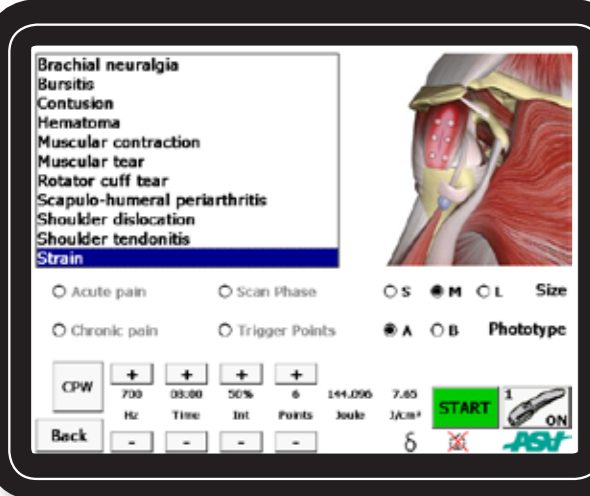 Brachial neuralgia
Bursitis
Contusion
Hematoma
Muscular contraction
Muscular tear
Rotator cuff tear
Scapulo-humeral periarthritis
Shoulder dislocation
Shoulder tendonitis
Strain
Acute pain Scan Phase S M L Size
Chronic pain Trigger Points A B Phototype
CPW + + + +
700 03:00 50% 6 144.096 7.65
Hz Time Int Points Joule J/cm² START 1 ON
Back - - - - δ ASA